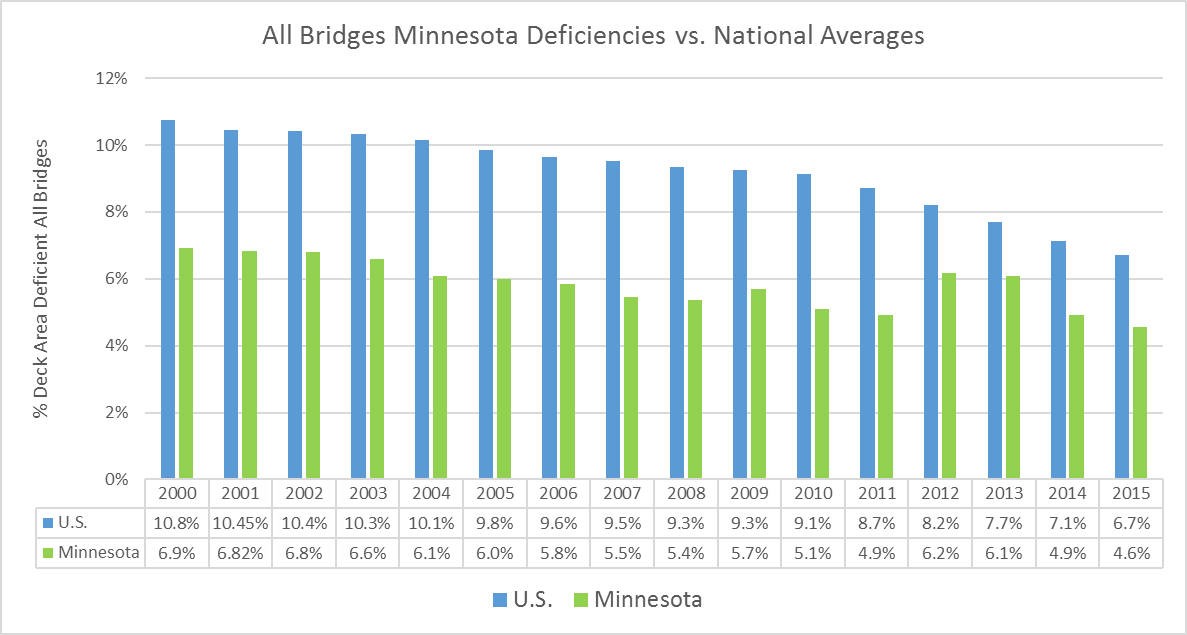 All Bridges Minnesota Deficiencies vs. National Averages
% Deck Area Deficient All Bridges
12%
10%
8%
6%
4%
2%
0%
2000 2001 2002 2003 2004 2005 2006 2007 2008 2009 2010 2011 2012 2013 2014 2015
U.S. 10.8% 10.45% 10.4% 10.3% 10.1% 9.8% 9.6% 9.5% 9.3% 9.3% 9.1% 8.7% 8.2% 7.7% 7.1% 6.7%
Minnesota 6.9% 6.82% 6.8% 6.6% 6.1% 6.0% 5.8% 5.5% 5.4% 5.7% 5.1% 4.9% 6.2% 6.1% 4.9% 4.6%
U.S. Minnesota